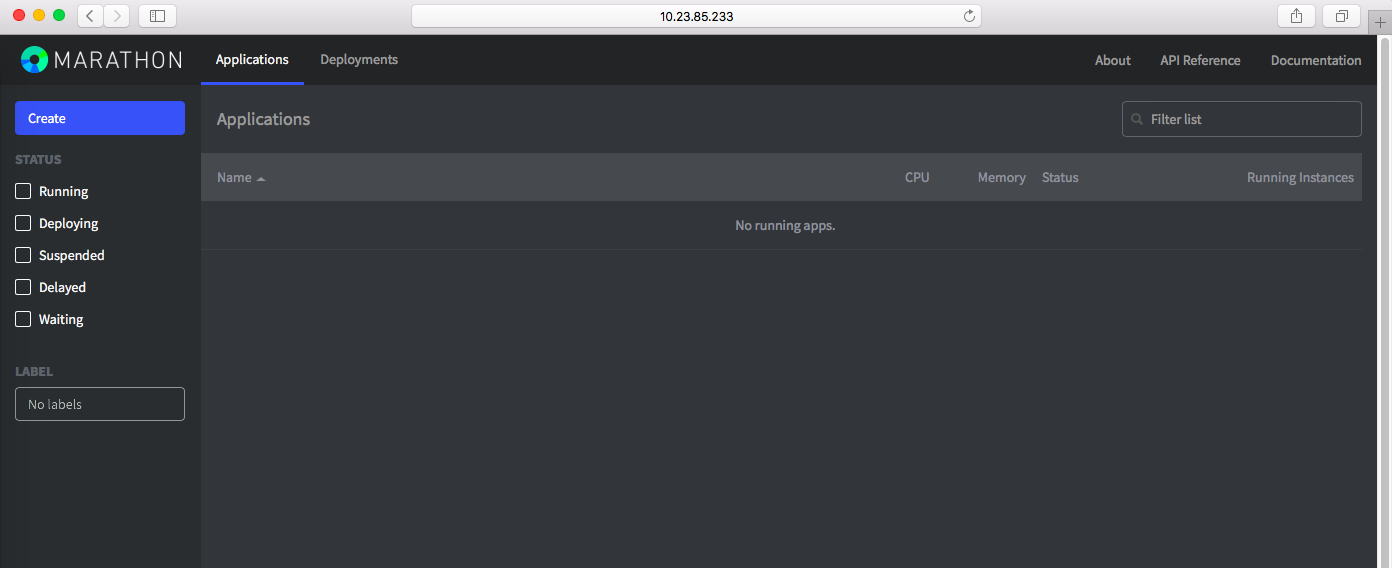 10.23.85.233
MARATHON
Applications
Deployments
About
API Reference
Documentation
Create
STATUS
Running
Deploying
Suspended
Delayed
Waiting
LABEL
No labels
Applications
Filter list
Name CPU Memory Status Running Instances
No running apps.